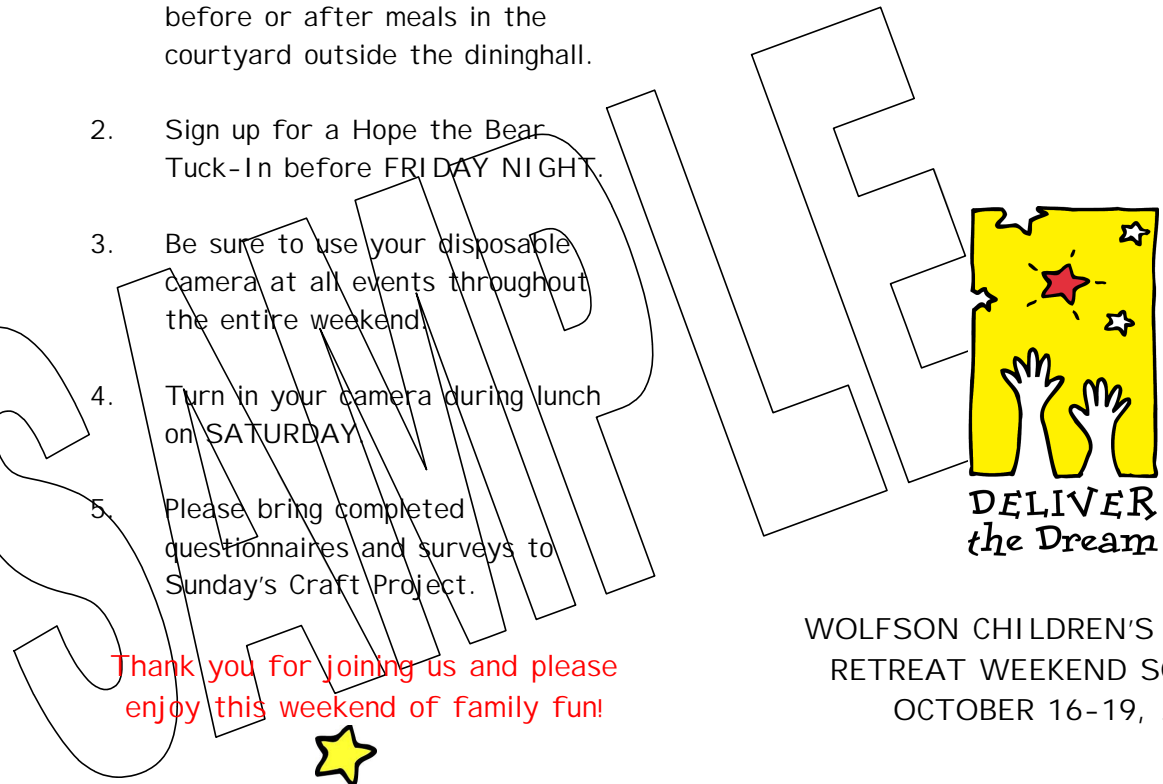 before or after meals in the
courtyard outside the dininghall.
2. Sign up for a Hope the Bear
Tuck-In before FRIDAY NIGHT.
3. Be sure to use your disposable
camera at all events throughout
the entire weekend.
4. Turn in your camera during lunch
on SATURDAY.
5. Please bring completed
questionnaires and surveys to
Sunday's Craft Project.
Thank you for joining us and please
enjoy this weekend of family fun!
SAMPLE
DELIVER
the Dream
WOLFSON CHILDREN'S
RETREAT WEEKEND
OCTOBER 16-19,